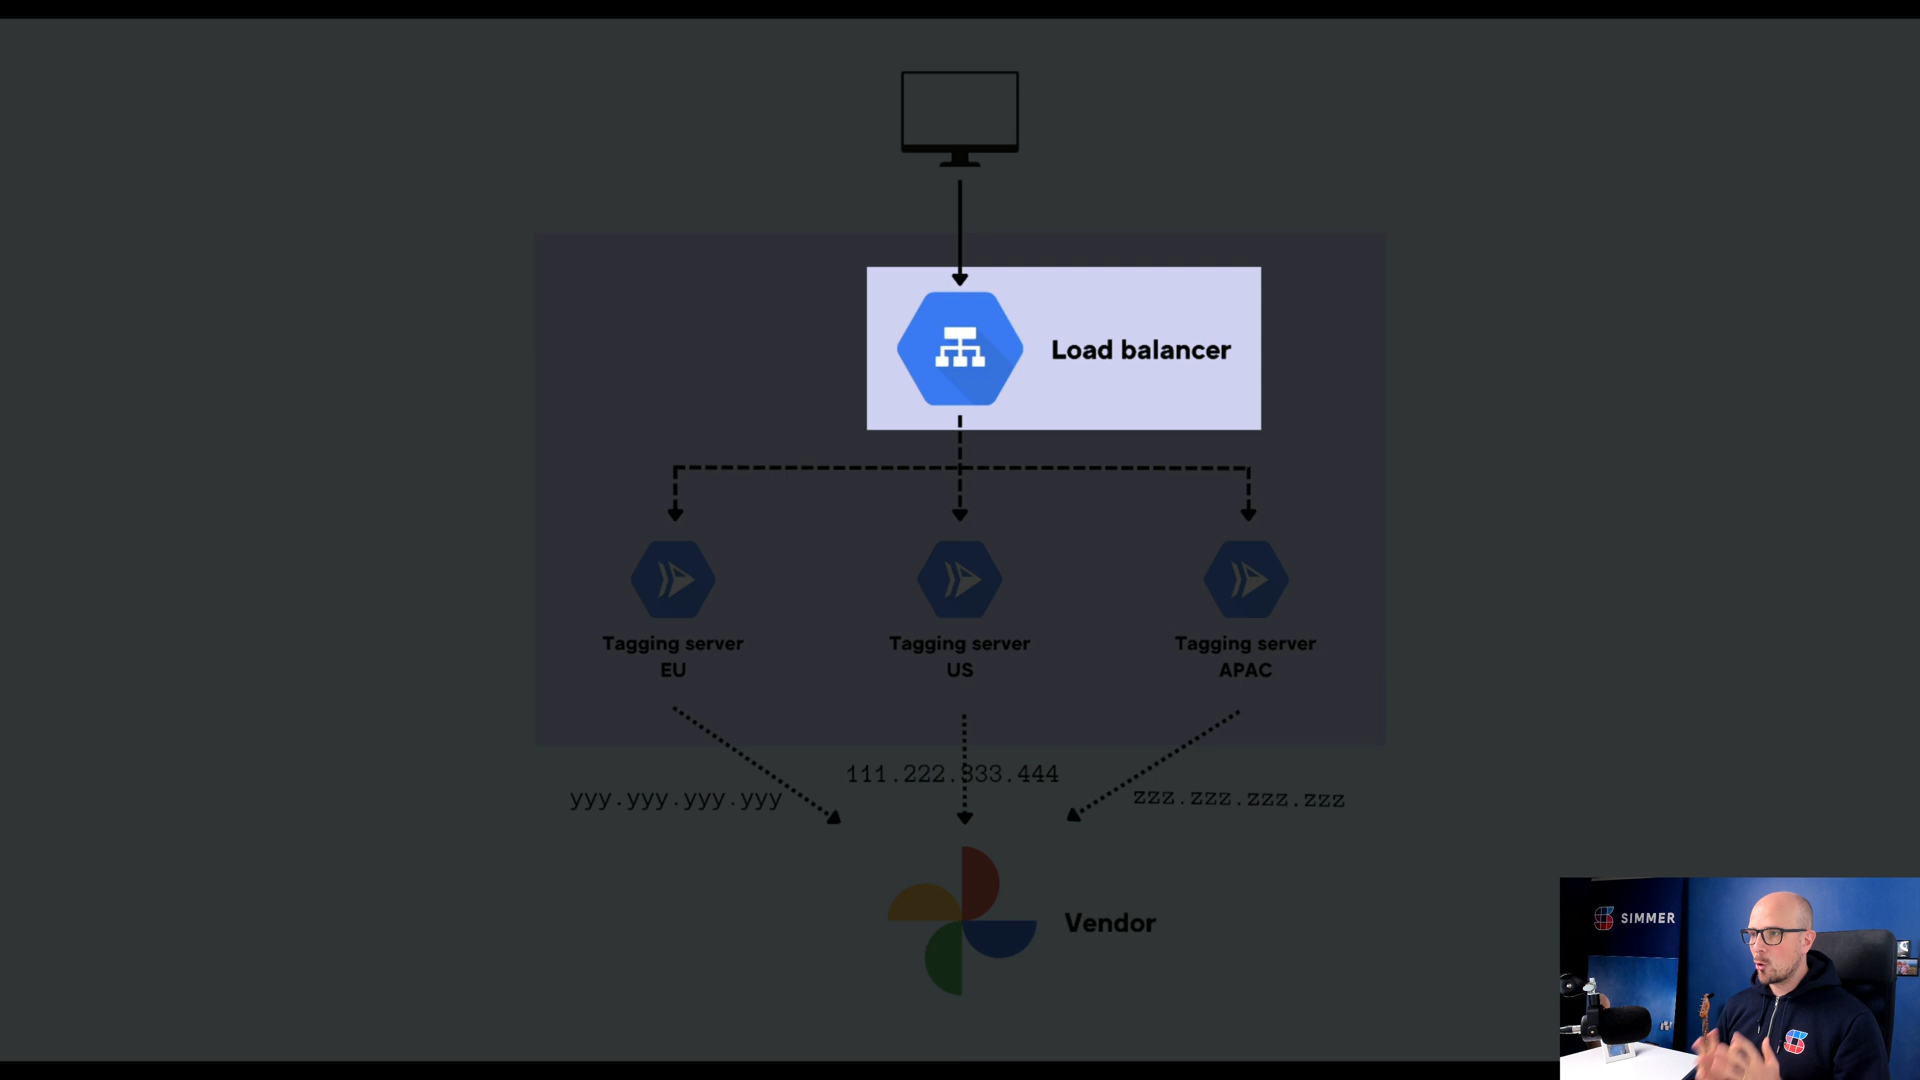 Load balancer
Tagging server
EU
Tagging server
US
Tagging server
APAC
111.222.333.444
yyy.yyy.yyy.yyy
zzz.zzz.zzz.zzz
Vendor
SIMMER